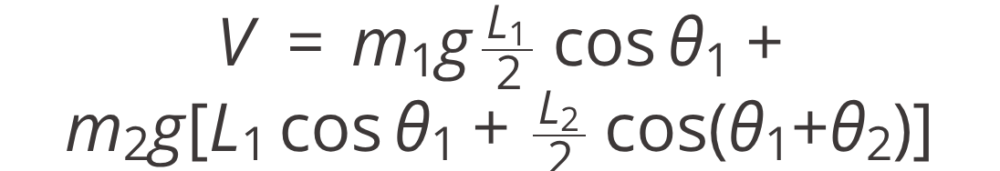 V = m₁g L₁/2 cos θ₁ +
m₂g[L₁ cos θ₁ + L₂/2 cos(θ₁+θ₂)]